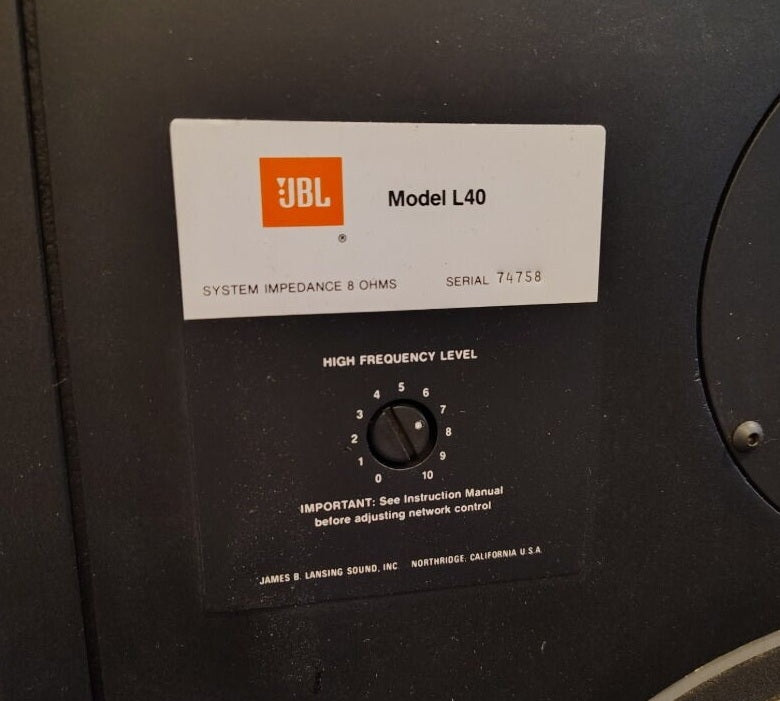 JBL
Model L40
®
SYSTEM IMPEDANCE 8 OHMS SERIAL 74758
HIGH FREQUENCY LEVEL
0 1 2 3 4 5 6 7 8 9 10
IMPORTANT: See Instruction Manual
before adjusting network control
JAMES B. LANSING SOUND, INC NORTHRIDGE, CALIFORNIA U.S.A.